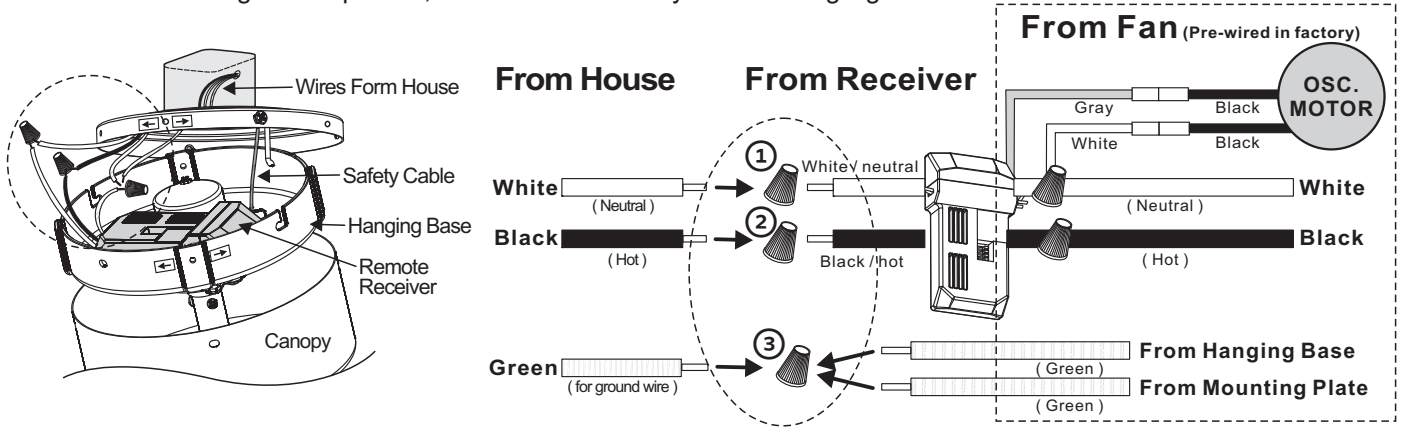 Wires Form House
Safety Cable
Hanging Base
Remote
Receiver
Canopy
From House
From Receiver
From Fan (Pre-wired in factory)
OSC.
MOTOR
Gray
Black
White
Black
1
White / neutral
White
( Neutral )
( Neutral )
White
2
Black
( Hot )
Black / hot
( Hot )
Black
3
Green
( for ground wire )
( Green )
From Hanging Base
( Green )
From Mounting Plate